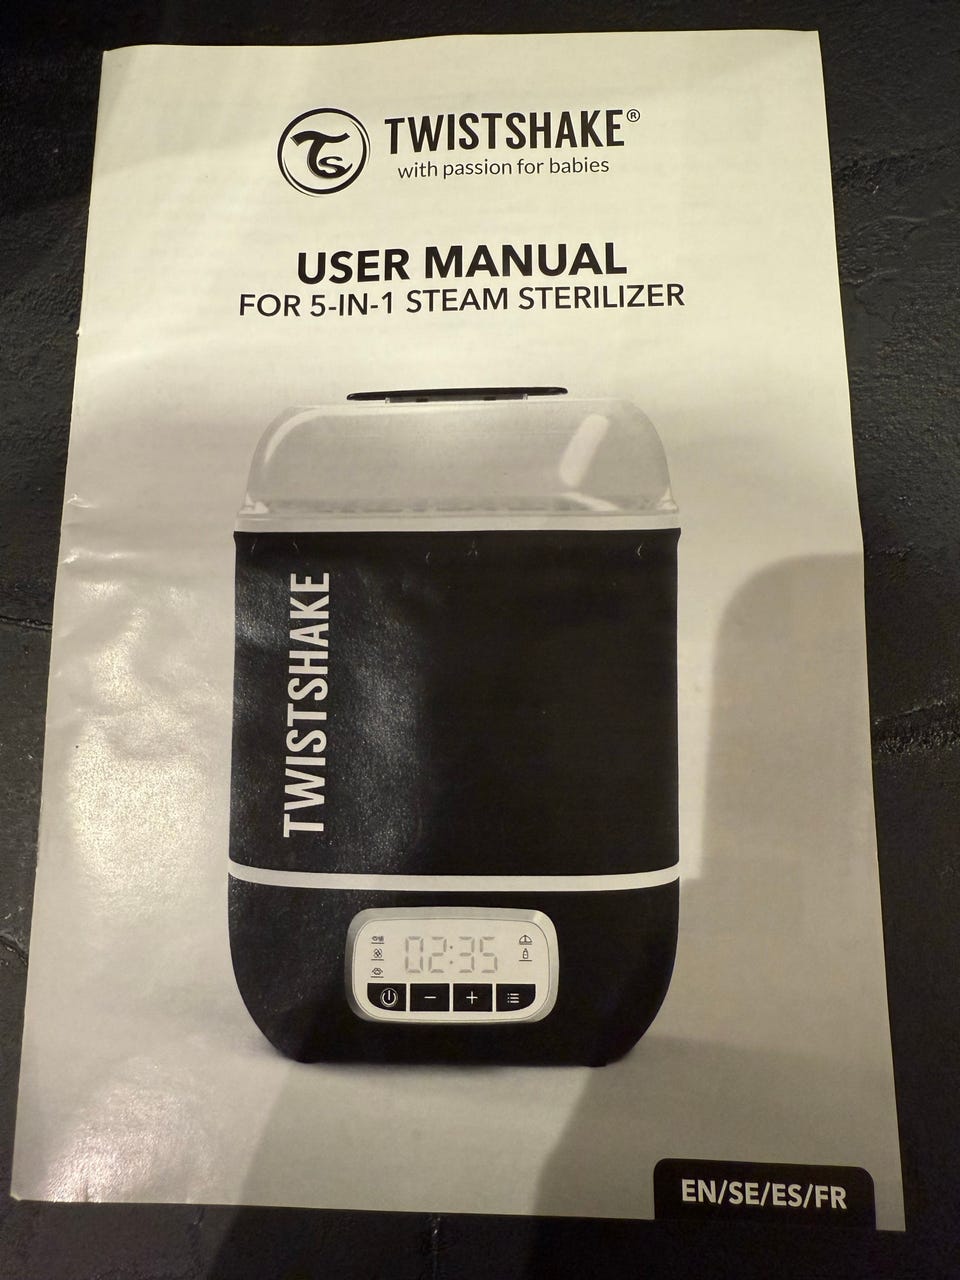 TS
TWISTSHAKE®
with passion for babies
USER MANUAL
FOR 5-IN-1 STEAM STERILIZER
TWISTSHAKE
02:35
EN/SE/ES/FR